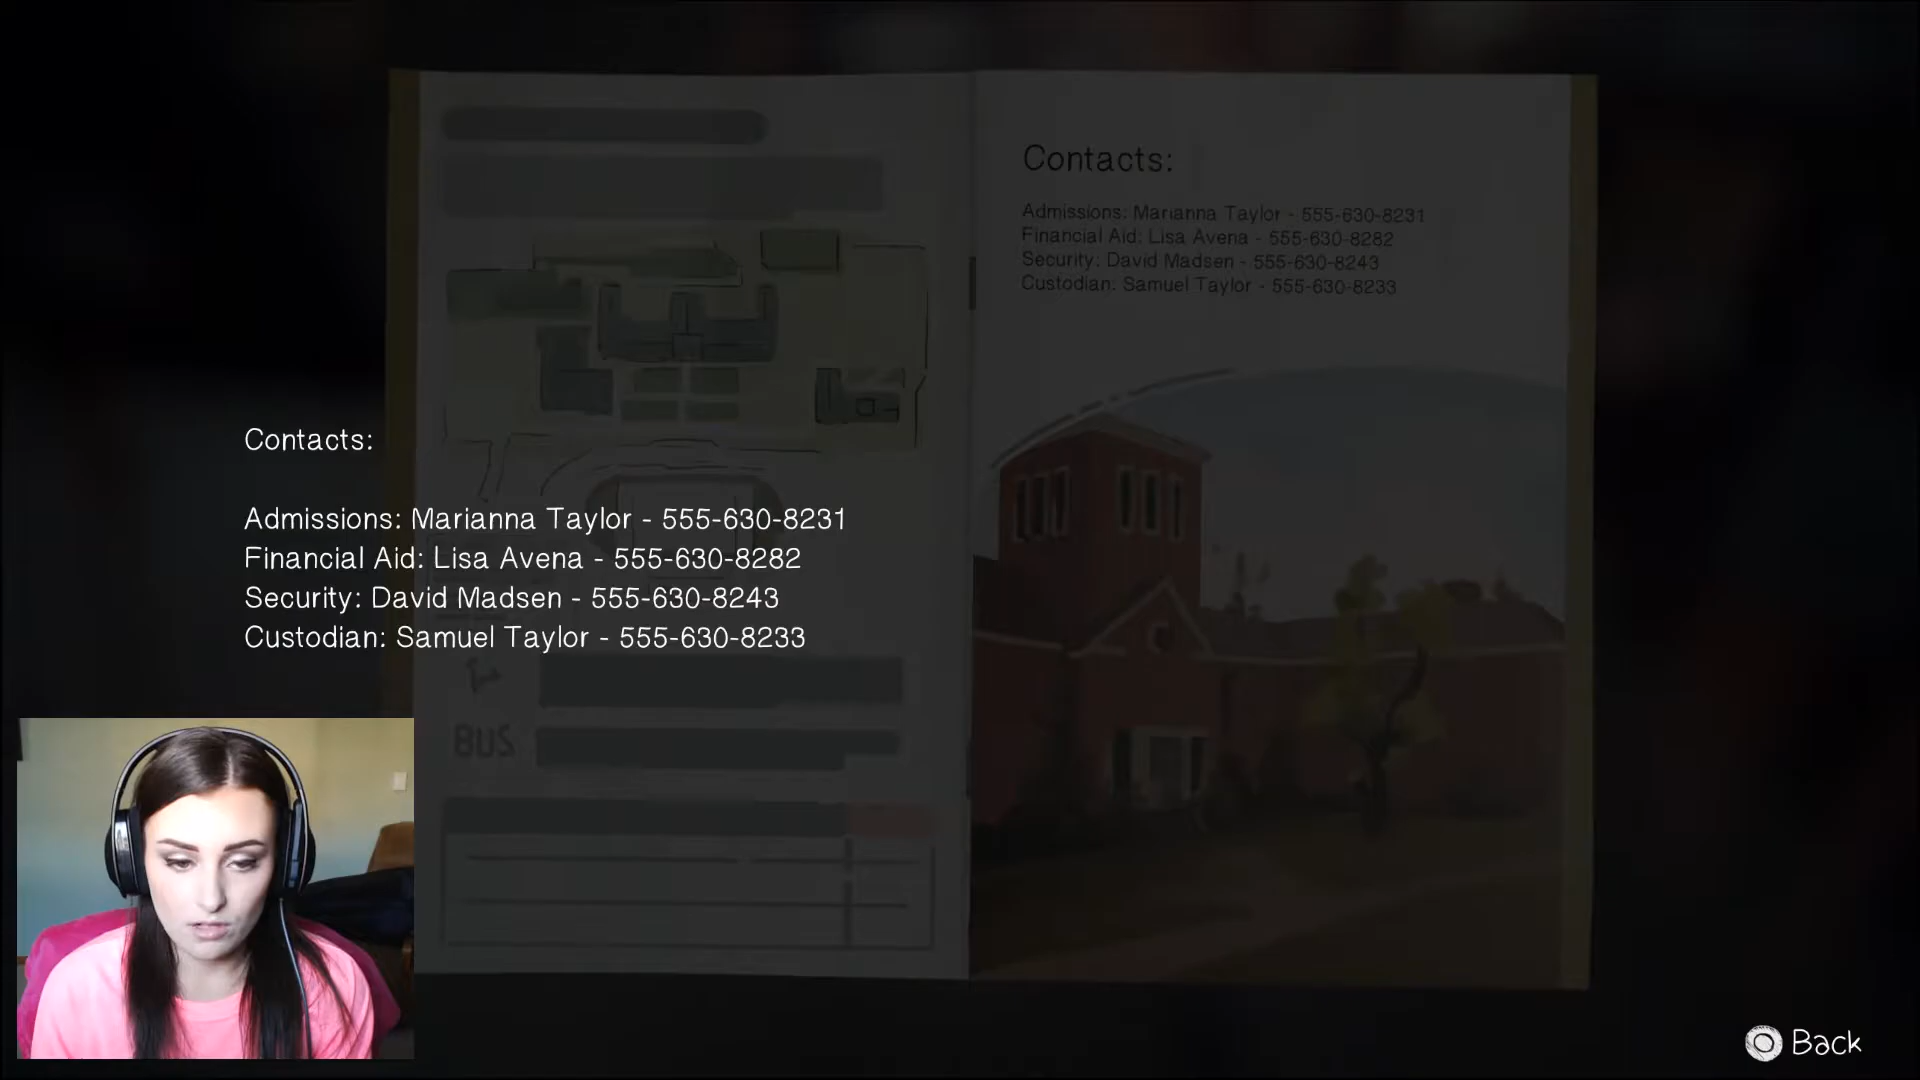 Contacts:
Admissions: Marianna Taylor - 555-630-8231
Financial Aid: Lisa Avena - 555-630-8282
Security: David Madsen - 555-630-8243
Custodian: Samuel Taylor - 555-630-8233
Contacts:
Admissions: Marianna Taylor - 555-630-8231
Financial Aid: Lisa Avena - 555-630-8282
Security: David Madsen - 555-630-8243
Custodian: Samuel Taylor - 555-630-8233
BUS
Back